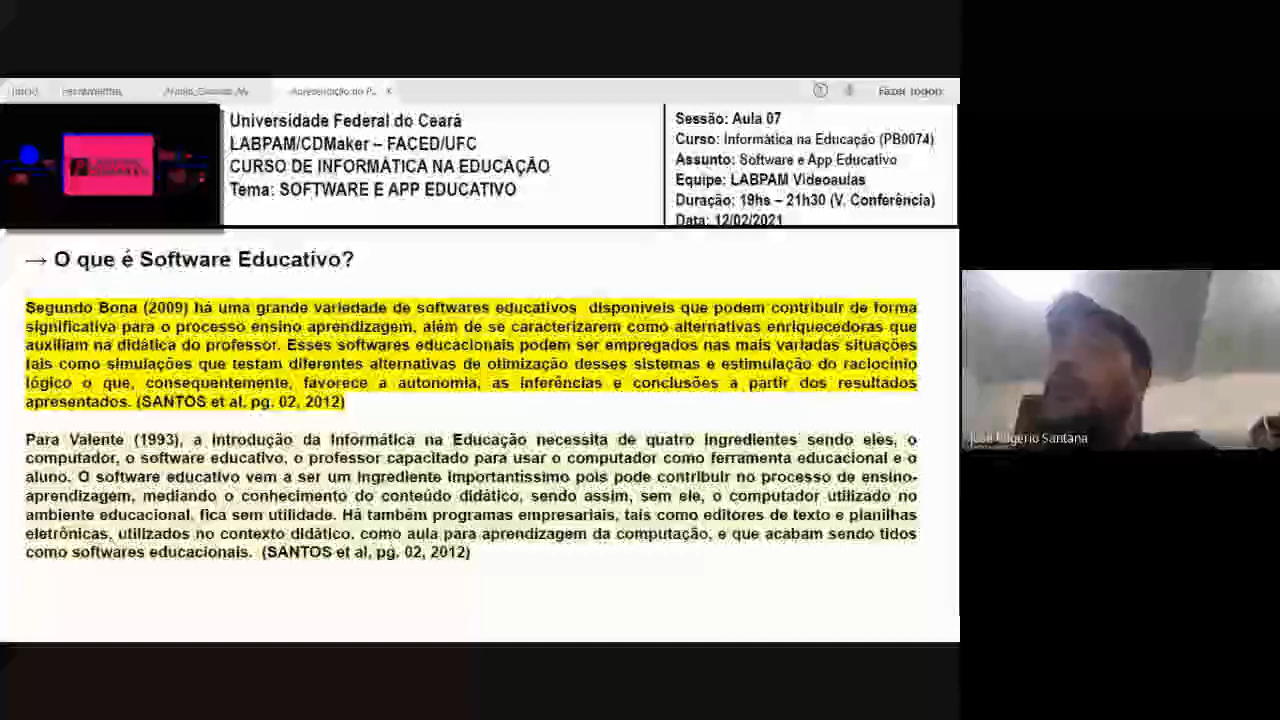 Início Ferramentas Apresentação do P... × Fazer logon
Universidade Federal do Ceará
LABPAM/CDMaker – FACED/UFC
CURSO DE INFORMÁTICA NA EDUCAÇÃO
Tema: SOFTWARE E APP EDUCATIVO
Sessão: Aula 07
Curso: Informática na Educação (PB0074)
Assunto: Software e App Educativo
Equipe: LABPAM Videoaulas
Duração: 19hs – 21h30 (V. Conferência)
Data: 12/02/2021
→ O que é Software Educativo?
Segundo Bona (2009) há uma grande variedade de softwares educativos disponíveis que podem contribuir de forma
significativa para o processo ensino aprendizagem, além de se caracterizarem como alternativas enriquecedoras que
auxiliam na didática do professor. Esses softwares educacionais podem ser empregados nas mais variadas situações
tais como simulações que testam diferentes alternativas de otimização desses sistemas e estimulação do raciocínio
lógico o que, consequentemente, favorece a autonomia, as inferências e conclusões a partir dos resultados
apresentados. (SANTOS et al, pg. 02, 2012)
Para Valente (1993), a introdução da Informática na Educação necessita de quatro ingredientes sendo eles, o
computador, o software educativo, o professor capacitado para usar o computador como ferramenta educacional e o
aluno. O software educativo vem a ser um ingrediente importantíssimo pois pode contribuir no processo de ensino-
aprendizagem, mediando o conhecimento do conteúdo didático, sendo assim, sem ele, o computador utilizado no
ambiente educacional, fica sem utilidade. Há também programas empresariais, tais como editores de texto e planilhas
eletrônicas, utilizados no contexto didático, como aula para aprendizagem da computação, e que acabam sendo tidos
como softwares educacionais. (SANTOS et al, pg. 02, 2012)
José Rogério Santana